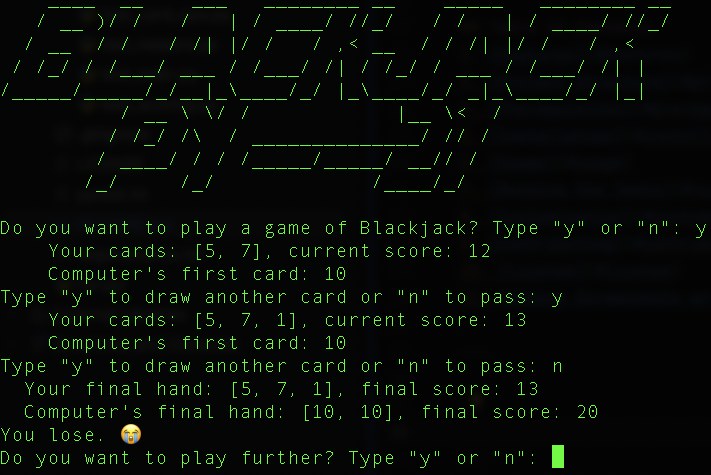 BLACKJACK
Do you want to play a game of Blackjack? Type "y" or "n": y
Your cards: [5, 7], current score: 12
Computer's first card: 10
Type "y" to draw another card or "n" to pass: y
Your cards: [5, 7, 1], current score: 13
Computer's first card: 10
Type "y" to draw another card or "n" to pass: n
Your final hand: [5, 7, 1], final score: 13
Computer's final hand: [10, 10], final score: 20
You lose. 😭
Do you want to play further? Type "y" or "n":